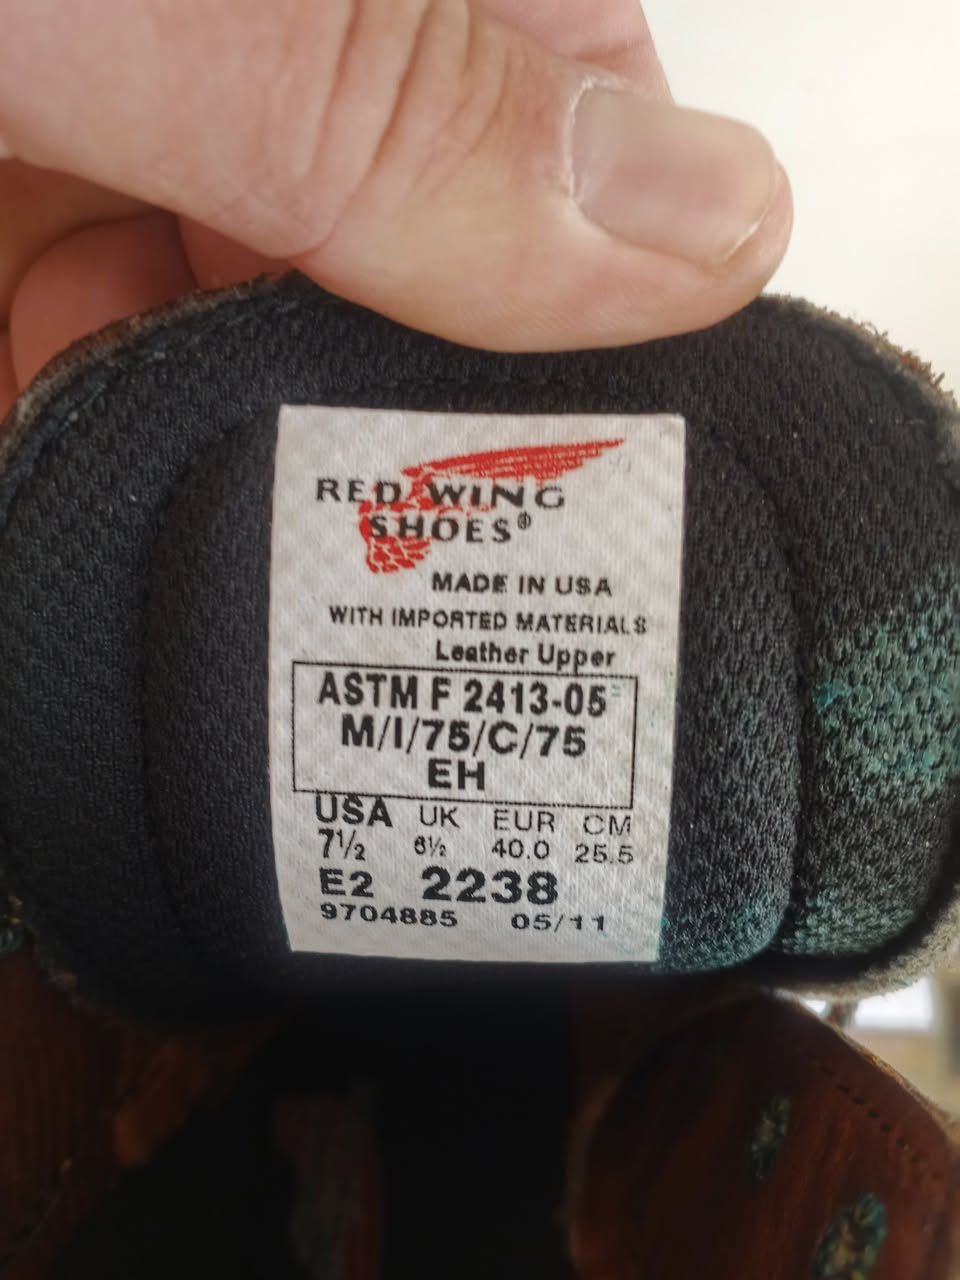 RED WING
SHOES®
MADE IN USA
WITH IMPORTED MATERIALS
Leather Upper
ASTM F 2413-05
M/I/75/C/75
EH
USA UK EUR CM
7½ 6½ 40.0 25.5
E2 2238
9704885 05/11